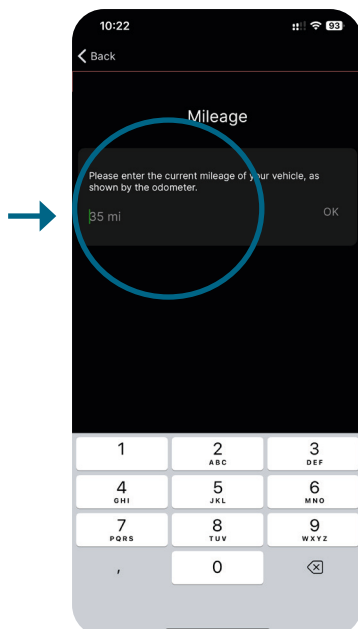 10:22
93
Back
Mileage
Please enter the current mileage of your vehicle, as
shown by the odometer.
35 mi
OK
1
2
ABC
3
DEF
4
GHI
5
JKL
6
MNO
7
PQRS
8
TUV
9
WXYZ
,
0